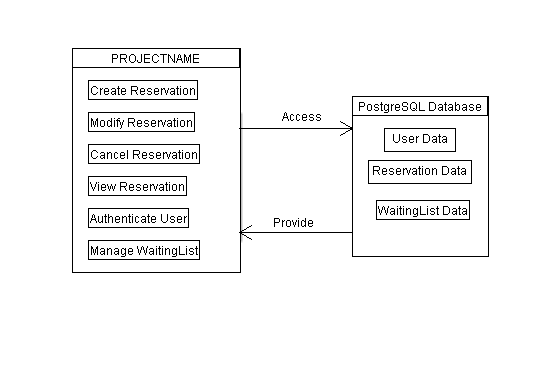 PROJECTNAME
Create Reservation
Modify Reservation
Cancel Reservation
View Reservation
Authenticate User
Manage WaitingList
Access
Provide
PostgreSQL Database
User Data
Reservation Data
WaitingList Data